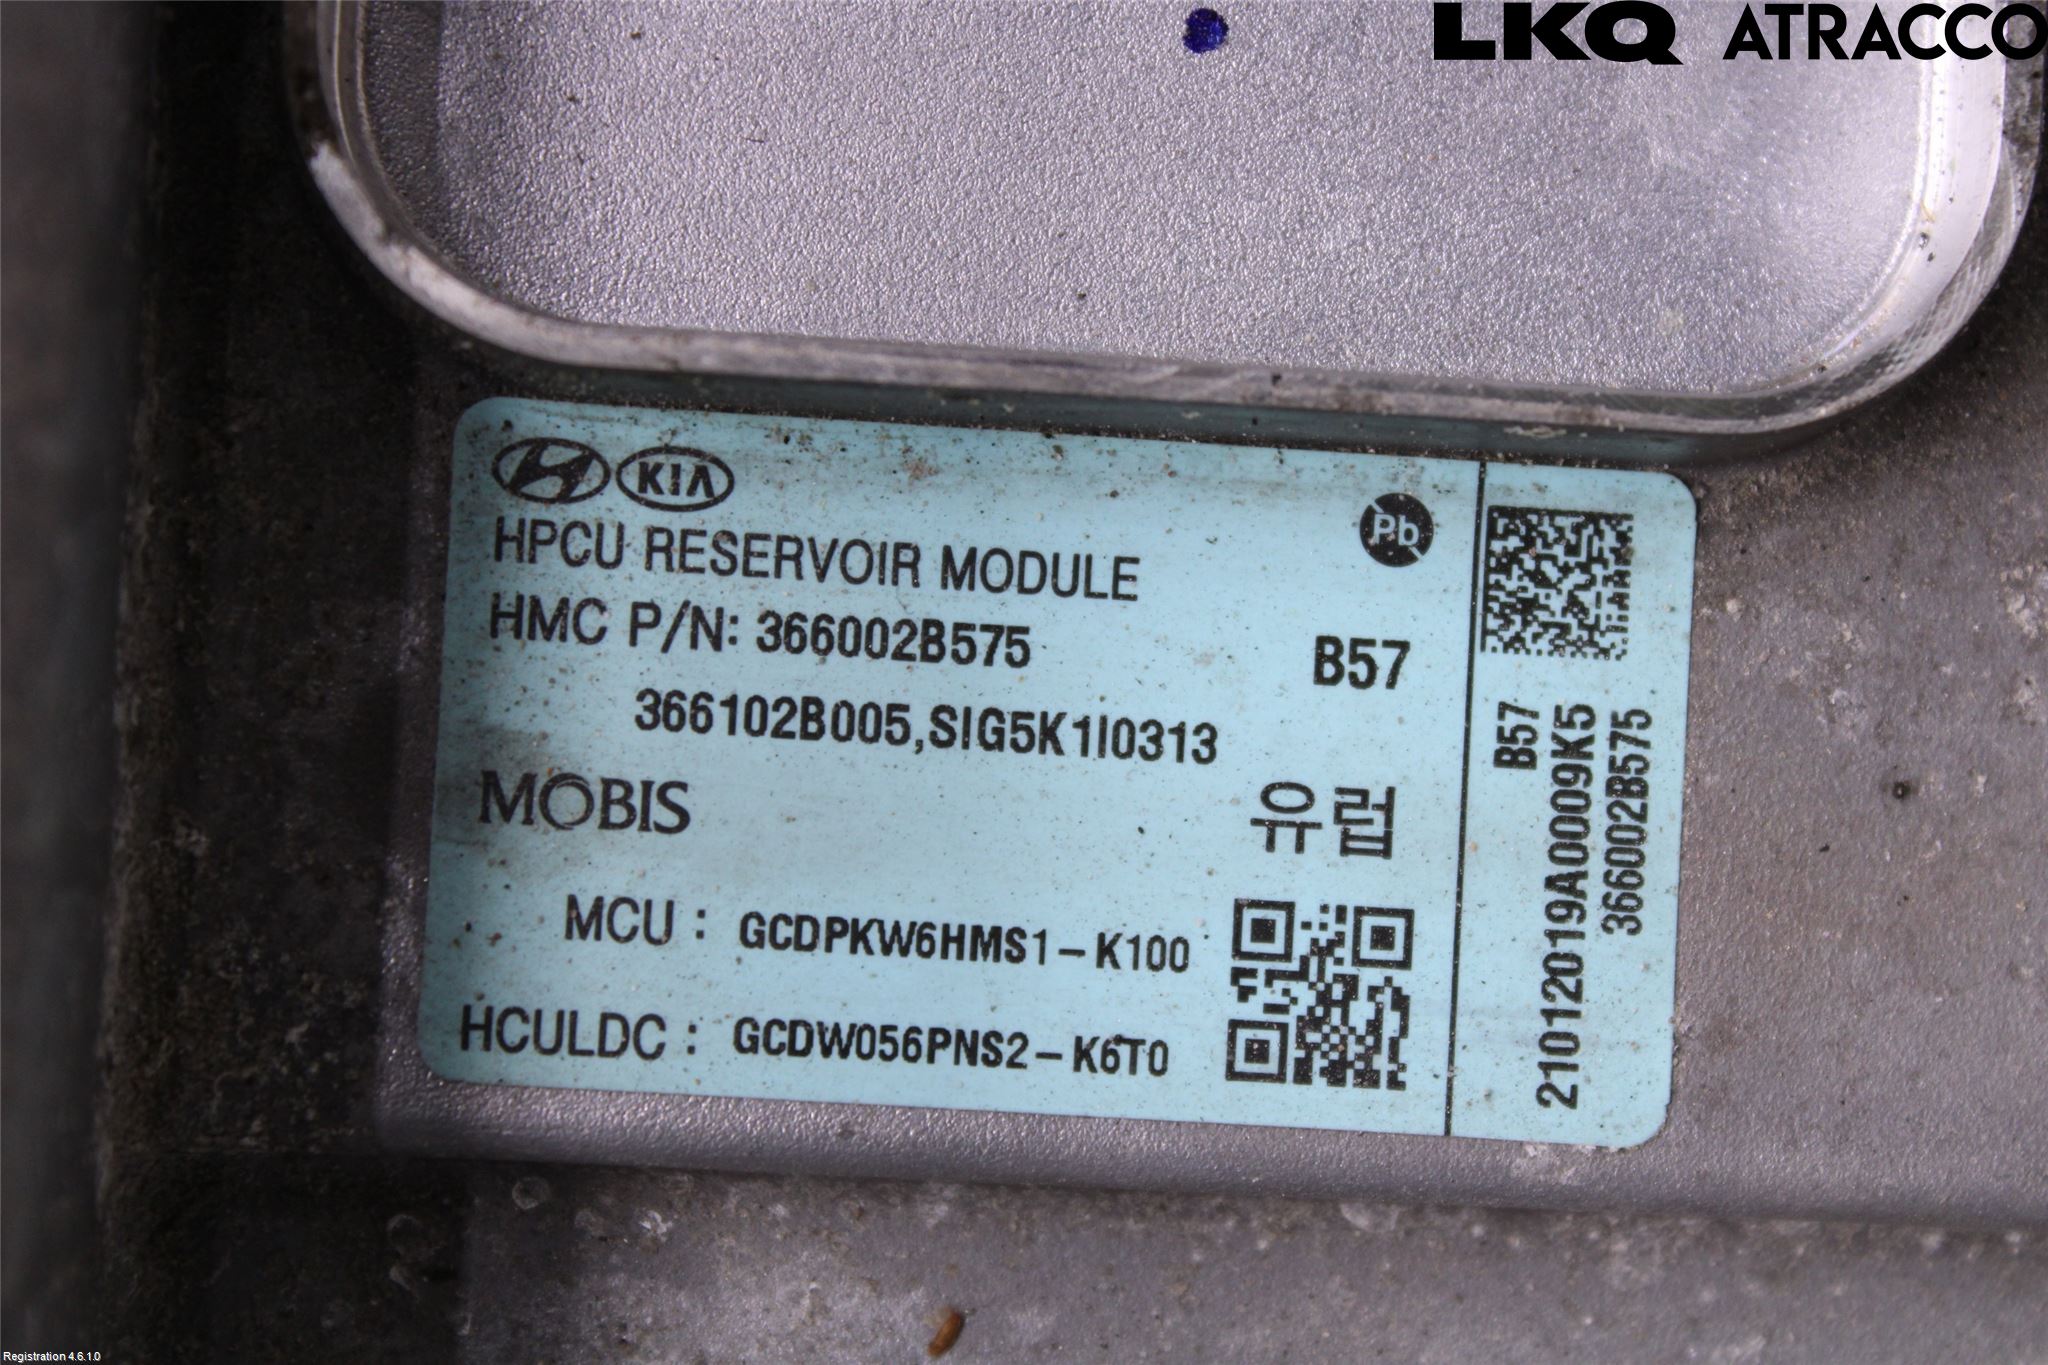 LKQ ATRACCO
KIA
HPCU RESERVOIR MODULE
Pb
HMC P/N: 366002B575
B57
366102B005,SIG5K1I0313
MOBIS
유럽
MCU : GCDPKW6HMS1-K100
HCULDC : GCDW056PNS2-K6T0
B57
21012019A0009K5
366002B575
Registration 4.6.1.0